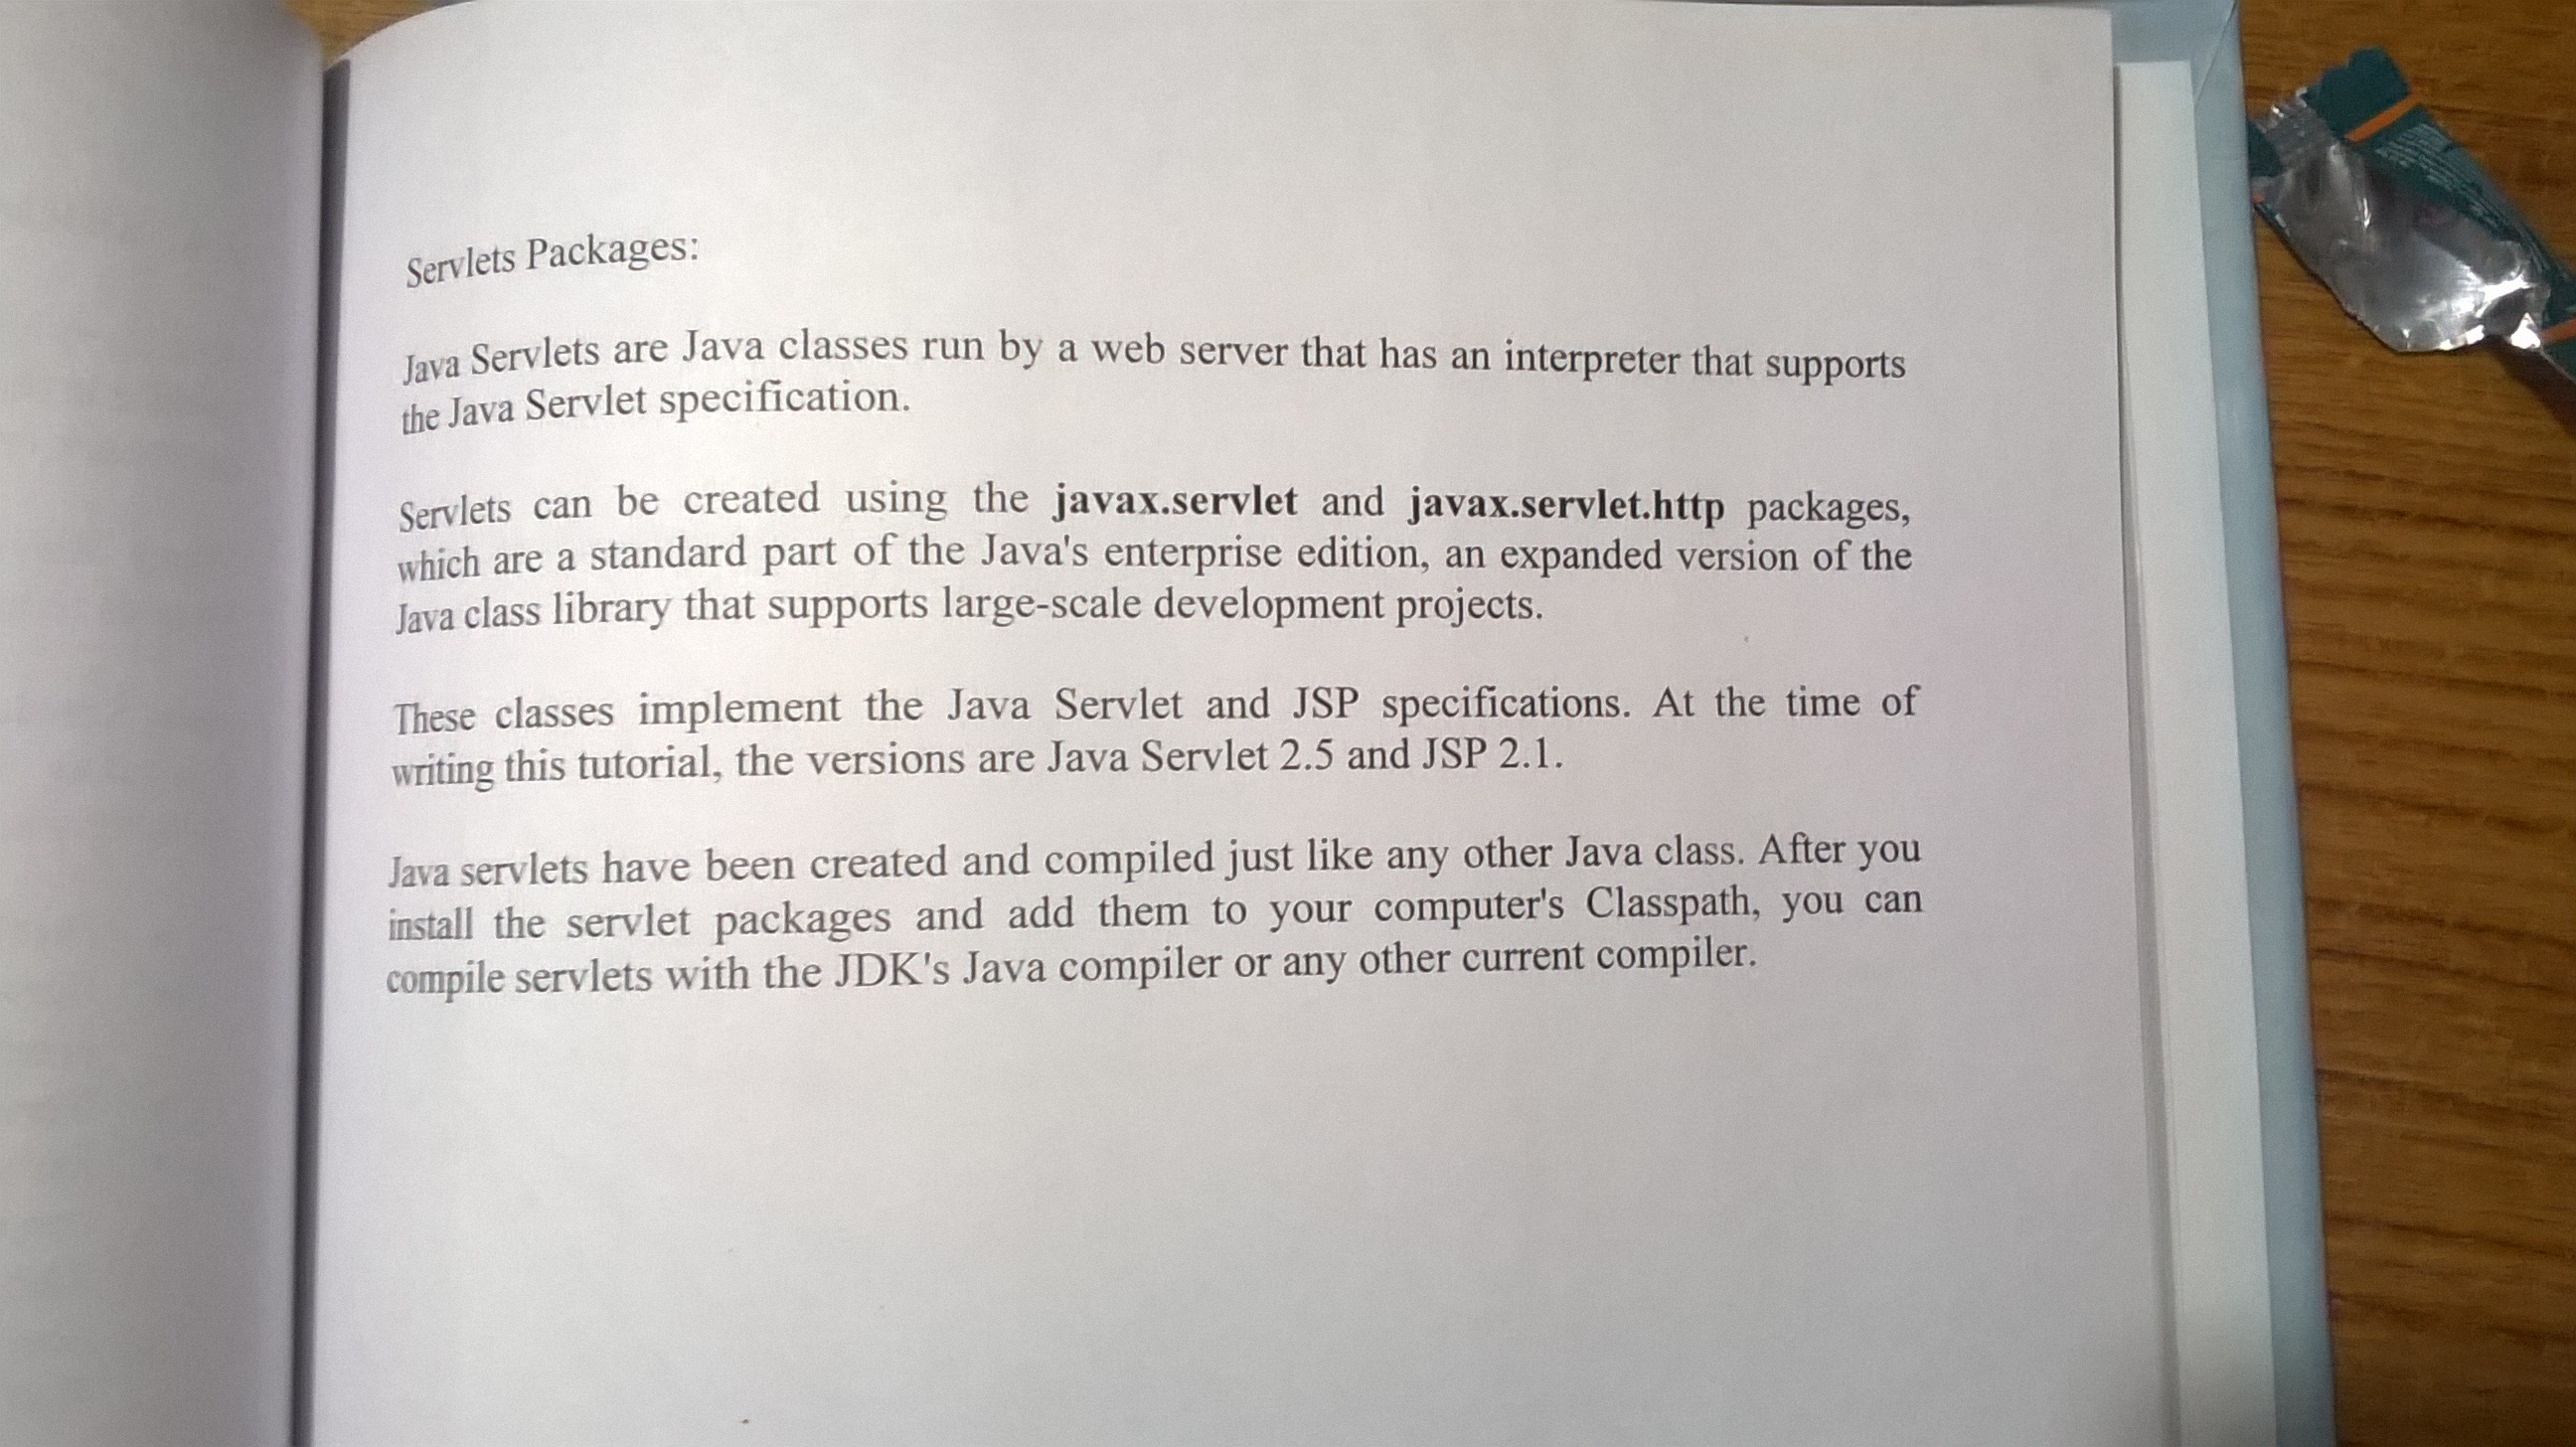 Servlets Packages:
Java Servlets are Java classes run by a web server that has an interpreter that supports
the Java Servlet specification.
Servlets can be created using the javax.servlet and javax.servlet.http packages,
which are a standard part of the Java's enterprise edition, an expanded version of the
Java class library that supports large-scale development projects.
These classes implement the Java Servlet and JSP specifications. At the time of
writing this tutorial, the versions are Java Servlet 2.5 and JSP 2.1.
Java servlets have been created and compiled just like any other Java class. After you
install the servlet packages and add them to your computer's Classpath, you can
compile servlets with the JDK's Java compiler or any other current compiler.